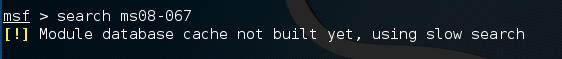 msf > search ms08-067
[!] Module database cache not built yet, using slow search